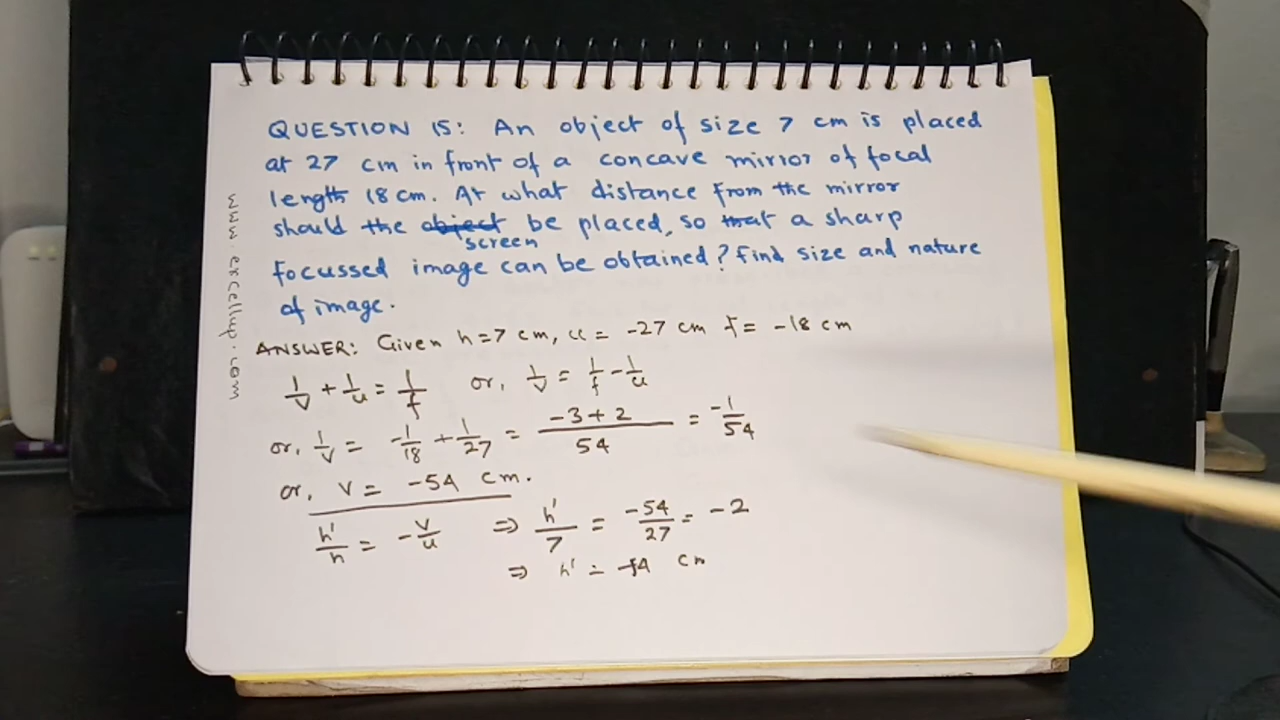 QUESTION 15: An object of size 7 cm is placed
at 27 cm in front of a concave mirror of focal
length 18 cm. At what distance from the mirror
should the object be placed, so that a sharp
screen
focussed image can be obtained? Find size and nature
of image.
ANSWER: Given h=7 cm, u = -27 cm f = -18 cm
1/v + 1/u = 1/f or, 1/v = 1/f - 1/u
or, 1/v = -1/18 + 1/27 = -3+2/54 = -1/54
or, v = -54 cm.
h'/h = -v/u ⇒ h'/7 = -54/27 = -2
⇒ h' = -14 cm
www.excellup.com